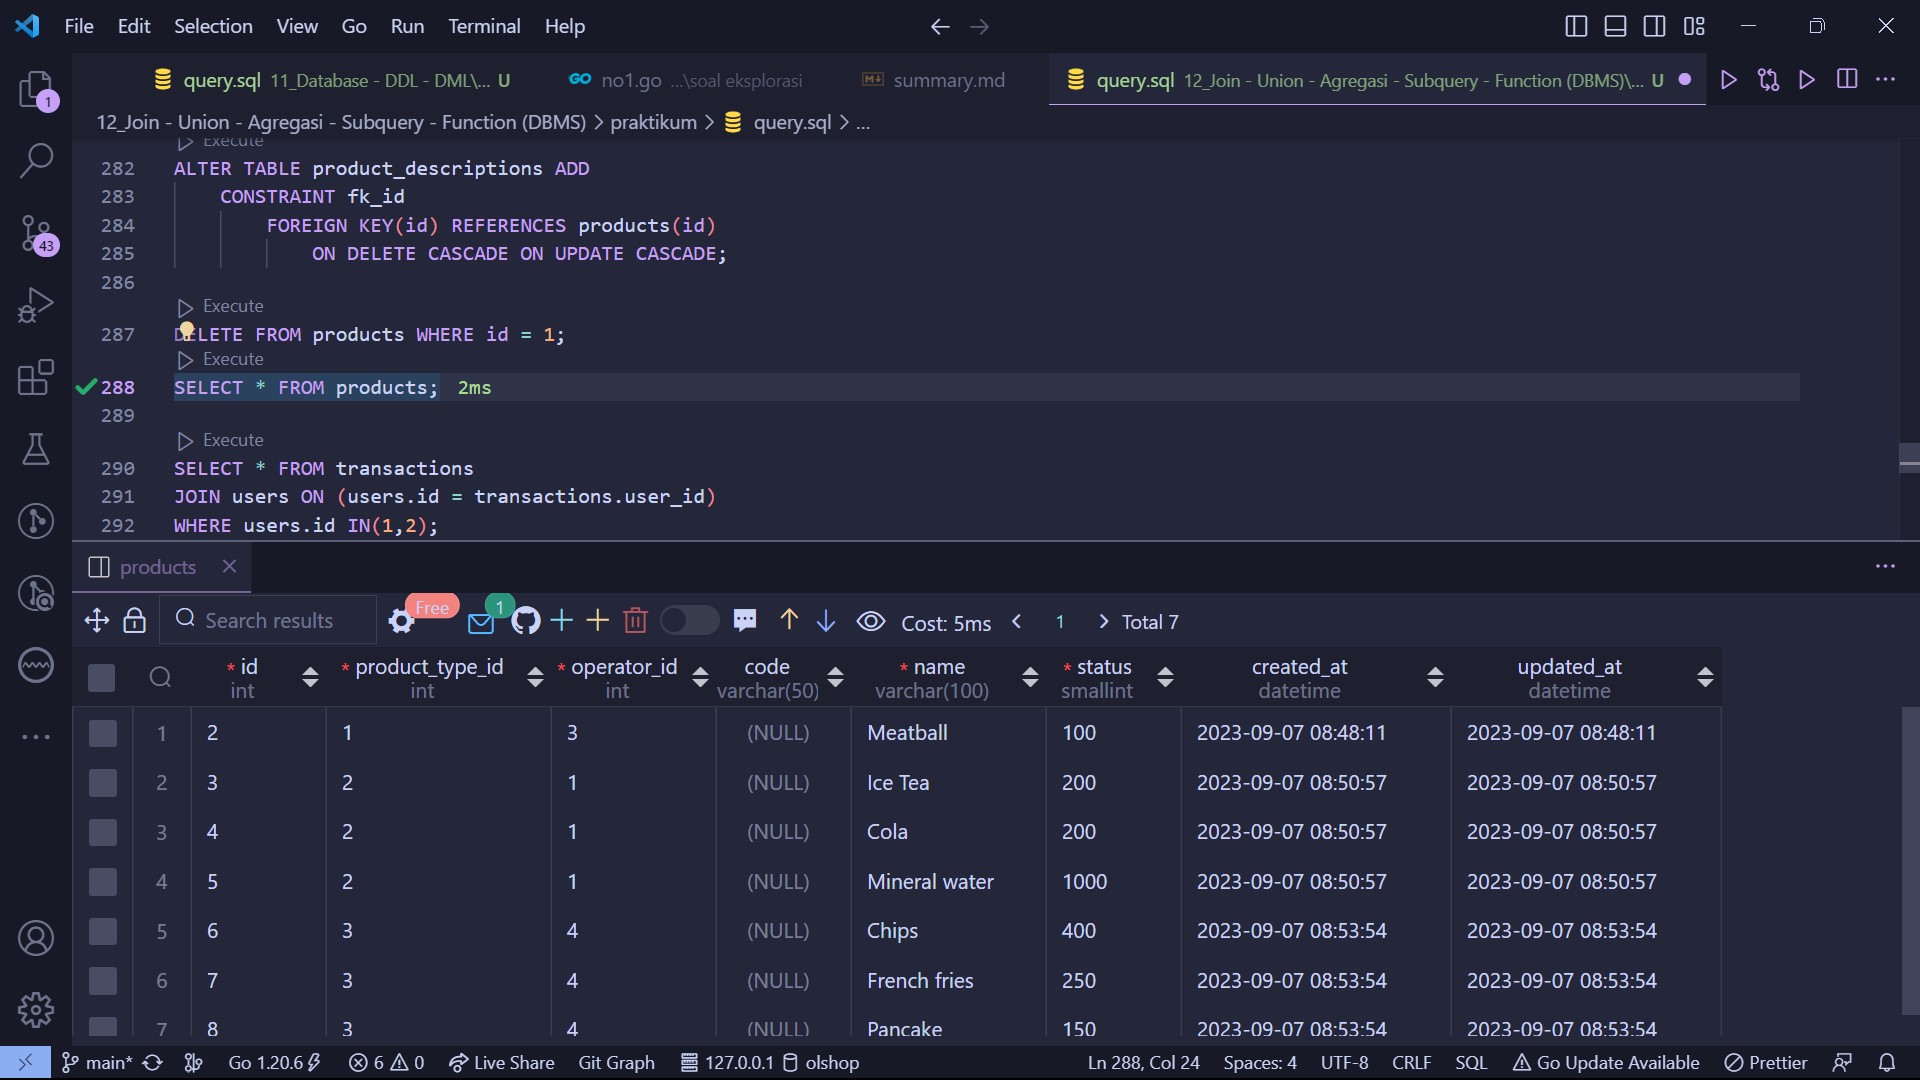 File Edit Selection View Go Run Terminal Help
query.sql 11_Database - DDL - DML\... U no1.go ...\soal eksplorasi summary.md query.sql 12_Join - Union - Agregasi - Subquery - Function (DBMS)\... U
12_Join - Union - Agregasi - Subquery - Function (DBMS) > praktikum > query.sql > ...
Execute
282 ALTER TABLE product_descriptions ADD
283 CONSTRAINT fk_id
284 FOREIGN KEY(id) REFERENCES products(id)
285 ON DELETE CASCADE ON UPDATE CASCADE;
286
Execute
287 DELETE FROM products WHERE id = 1;
Execute
288 SELECT * FROM products; 2ms
289
Execute
290 SELECT * FROM transactions
291 JOIN users ON (users.id = transactions.user_id)
292 WHERE users.id IN(1,2);
1
43
products
Search results Free 1 Cost: 5ms < 1 > Total 7
* id * product_type_id * operator_id code * name * status created_at updated_at
int int int varchar(50) varchar(100) smallint datetime datetime
1 2 1 3 (NULL) Meatball 100 2023-09-07 08:48:11 2023-09-07 08:48:11
2 3 2 1 (NULL) Ice Tea 200 2023-09-07 08:50:57 2023-09-07 08:50:57
3 4 2 1 (NULL) Cola 200 2023-09-07 08:50:57 2023-09-07 08:50:57
4 5 2 1 (NULL) Mineral water 1000 2023-09-07 08:50:57 2023-09-07 08:50:57
5 6 3 4 (NULL) Chips 400 2023-09-07 08:53:54 2023-09-07 08:53:54
6 7 3 4 (NULL) French fries 250 2023-09-07 08:53:54 2023-09-07 08:53:54
7 8 3 4 (NULL) Pancake 150 2023-09-07 08:53:54 2023-09-07 08:53:54
main* Go 1.20.6 6 0 Live Share Git Graph 127.0.0.1 olshop Ln 288, Col 24 Spaces: 4 UTF-8 CRLF SQL Go Update Available Prettier